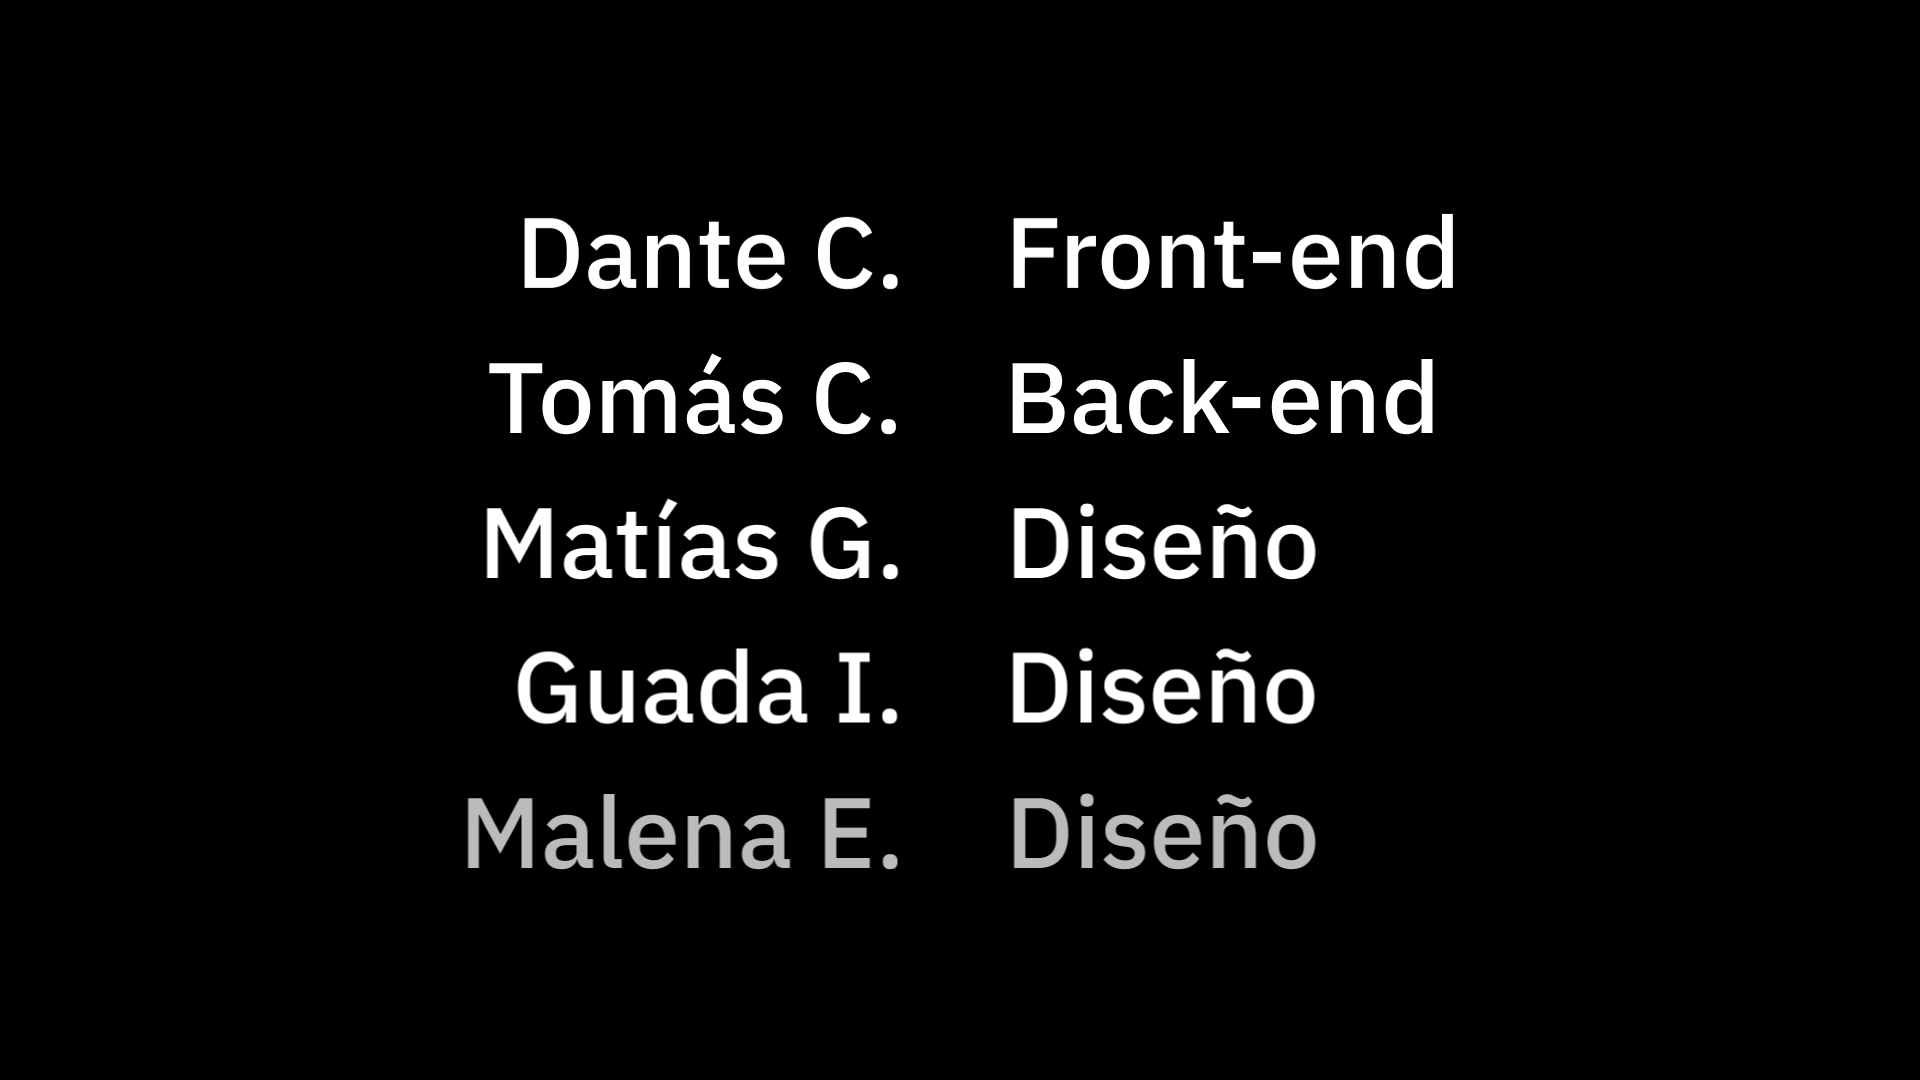 Dante C. Front-end
Tomás C. Back-end
Matías G. Diseño
Guada I. Diseño
Malena E. Diseño